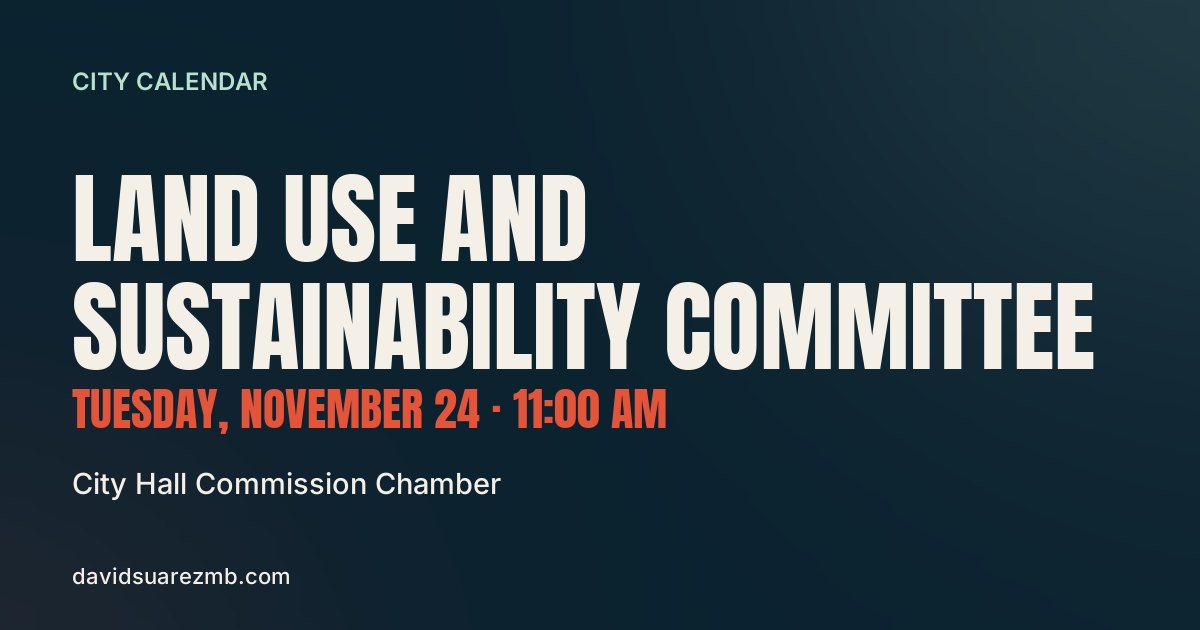 CITY CALENDAR
LAND USE AND
SUSTAINABILITY COMMITTEE
TUESDAY, NOVEMBER 24 · 11:00 AM
City Hall Commission Chamber
davidsuarezmb.com